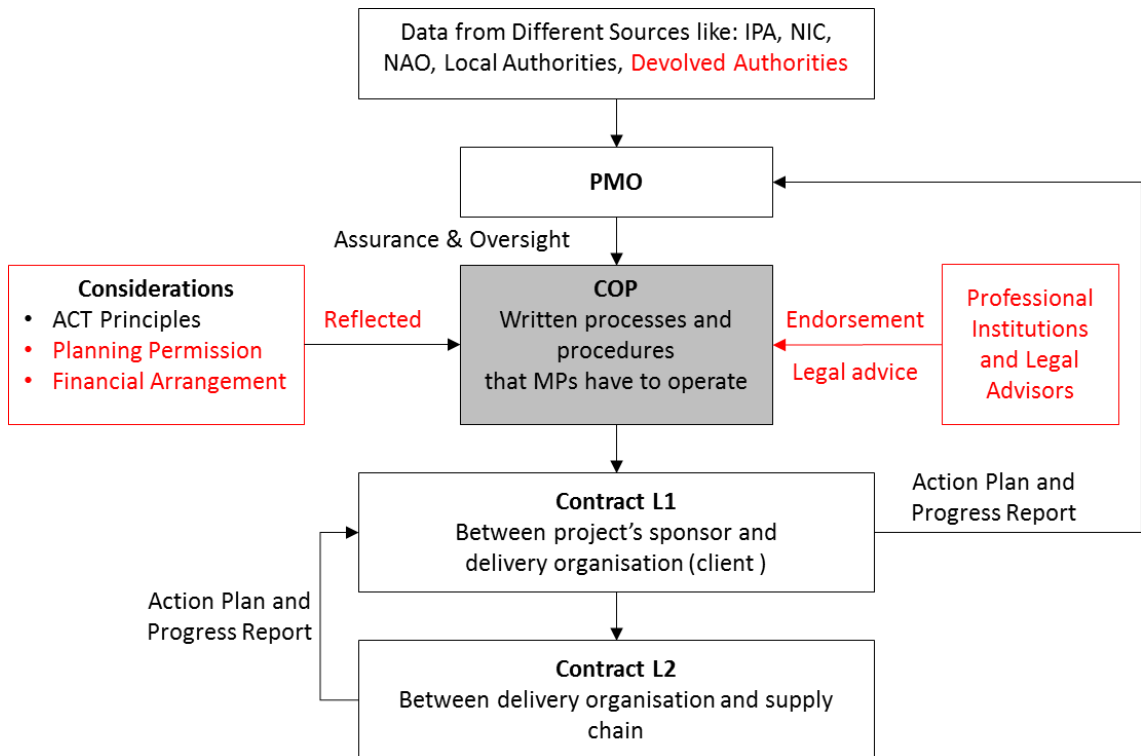 Data from Different Sources like: IPA, NIC,
NAO, Local Authorities, Devolved Authorities
PMO
Assurance & Oversight
Considerations
• ACT Principles
• Planning Permission
• Financial Arrangement
Reflected
COP
Written processes and
procedures
that MPs have to operate
Endorsement
Legal advice
Professional
Institutions
and Legal
Advisors
Contract L1
Between project’s sponsor and
delivery organisation (client )
Action Plan and
Progress Report
Action Plan and
Progress Report
Contract L2
Between delivery organisation and supply
chain